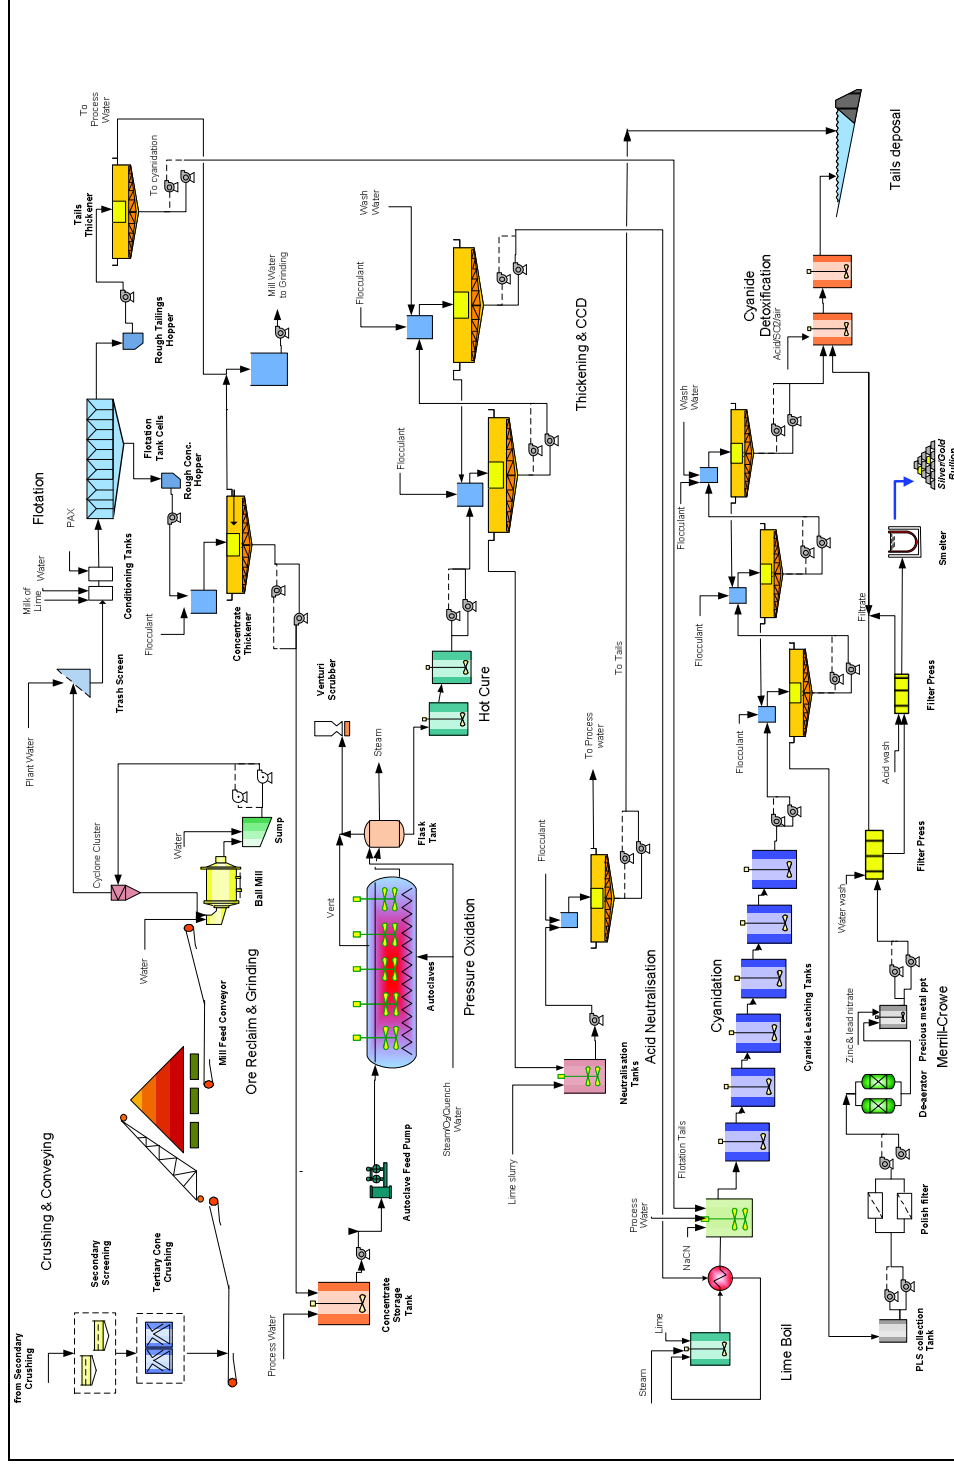 from Secondary
Crushing
Secondary
Screening
Tertiary Cone
Crushing
Crushing & Conveying
Mill Feed Conveyor
Ore Reclaim & Grinding
Water
Ball Mill
Water
Sump
Cyclone Cluster
Plant Water
Trash Screen
Milk of
Lime
Water
PAX
Conditioning Tanks
Flotation
Flotation
Tank Cells
Rough Conc.
Hopper
Rough Tailings
Hopper
Tails
Thickener
To
Process
Water
To cyanidation
Flocculant
Concentrate
Thickener
Mill Water
to Grinding
Process Water
Concentrate
Storage
Tank
Autoclave Feed Pump
Steam/O2/Quench
Water
Autoclaves
Vent
Pressure Oxidation
Venturi
Scrubber
Steam
Flask
Tank
Hot Cure
Flocculant
Flocculant
Wash
Water
Thickening & CCD
Lime slurry
Neutralisation
Tanks
Acid Neutralisation
Flocculant
To Process
water
To Tails
Steam
Lime
Lime Boil
NaCN
Process
Water
Flotation Tails
Cyanidation
Cyanide Leaching Tanks
Flocculant
Flocculant
Flocculant
Wash
Water
Acid/SO2/air
Cyanide
Detoxification
Tails deposal
PLS collection
Tank
Polish filter
De-aerator
Zinc & lead nitrate
Precious metal ppt
Merrill-Crowe
Water wash
Filter Press
Acid wash
Filter Press
Filtrate
Smelter
Silver/Gold
Bullion